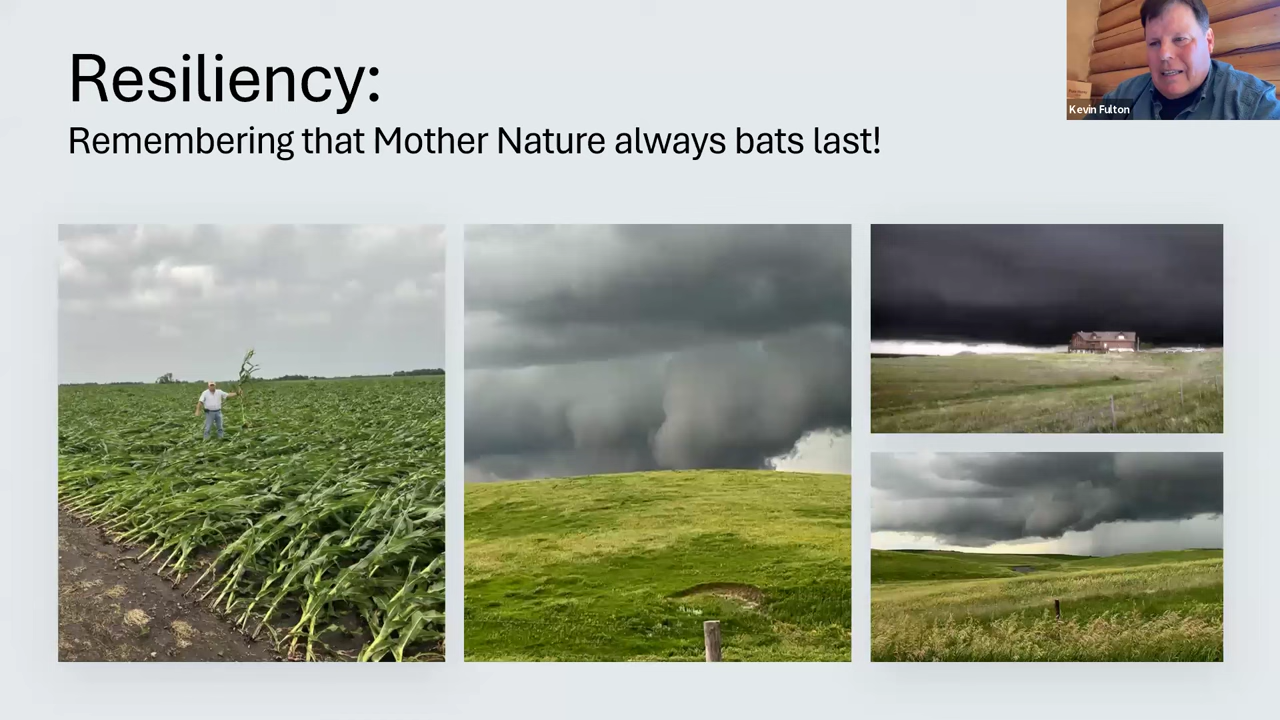 Resiliency:
Remembering that Mother Nature always bats last!
Kevin Fulton